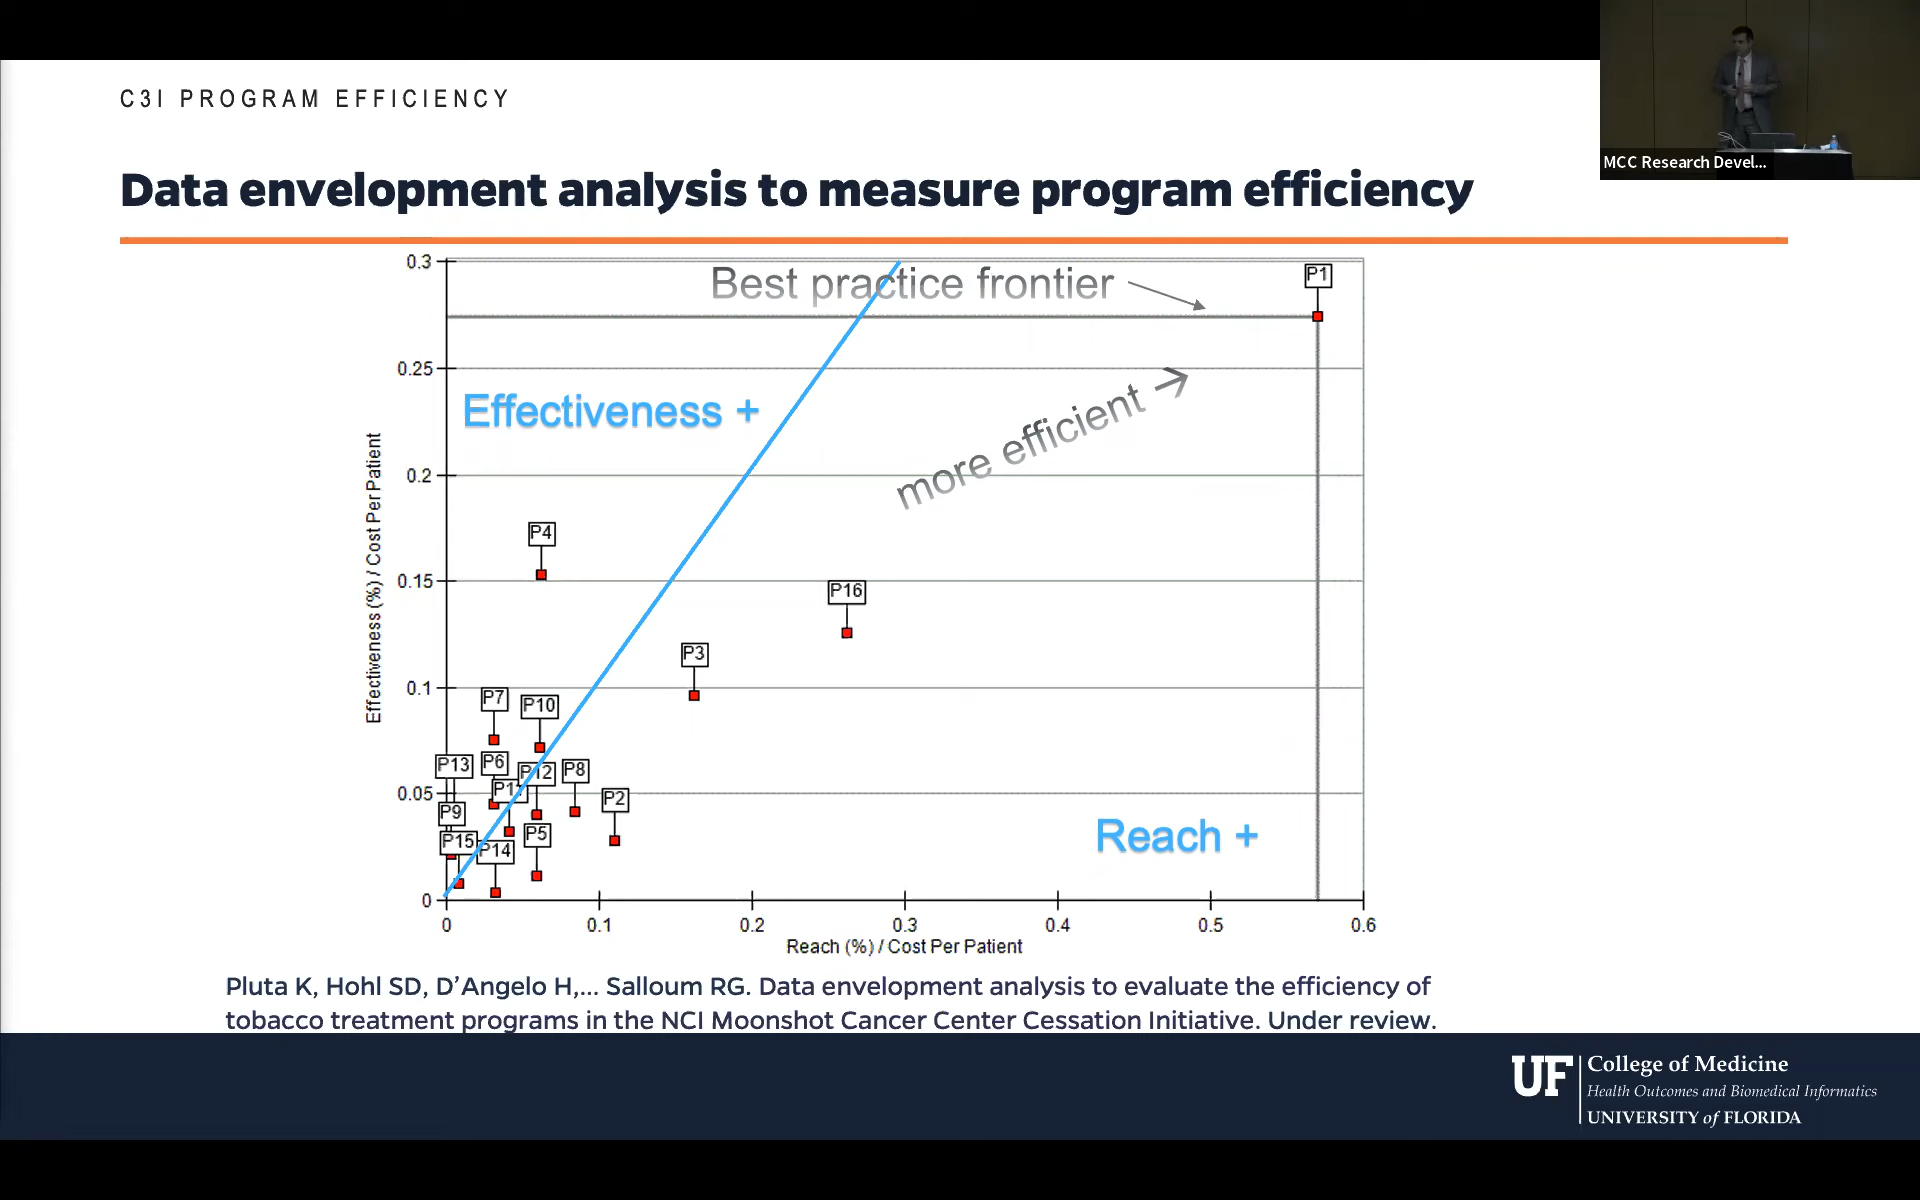 C3I PROGRAM EFFICIENCY
MCC Research Devel...
Data envelopment analysis to measure program efficiency
Best practice frontier
more efficient →
Effectiveness +
Reach +
P1
P4
P16
P3
P7
P10
P13
P6
P12
P8
P1
P2
P9
P15
P14
P5
0.3
0.25
0.2
0.15
0.1
0.05
0
Effectiveness (%) / Cost Per Patient
0 0.1 0.2 0.3 0.4 0.5 0.6
Reach (%) / Cost Per Patient
Pluta K, Hohl SD, D’Angelo H,... Salloum RG. Data envelopment analysis to evaluate the efficiency of
tobacco treatment programs in the NCI Moonshot Cancer Center Cessation Initiative. Under review.
UF College of Medicine
Health Outcomes and Biomedical Informatics
UNIVERSITY of FLORIDA